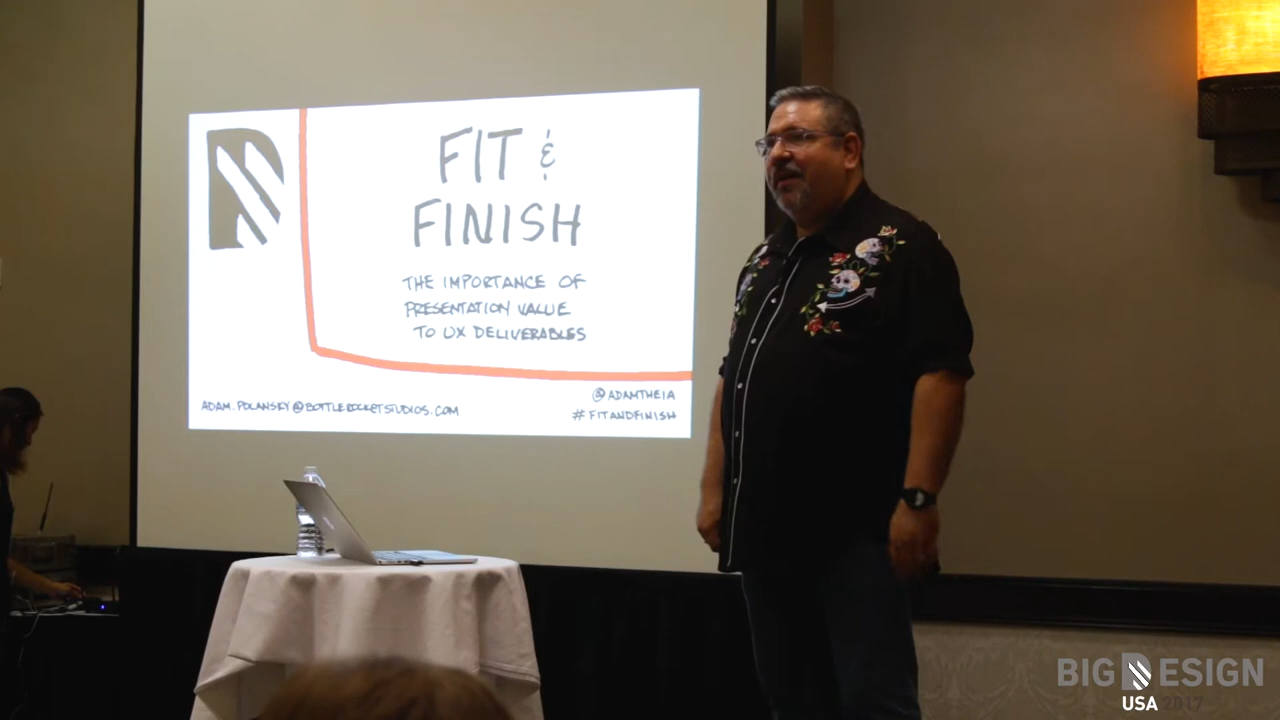 FIT &
FINISH
THE IMPORTANCE OF
PRESENTATION VALUE
TO UX DELIVERABLES
ADAM.POLANSKY@BOTTLEROCKETSTUDIOS.COM
@ADAMTHEIA
#FITANDFINISH
BIG DESIGN
USA 2017